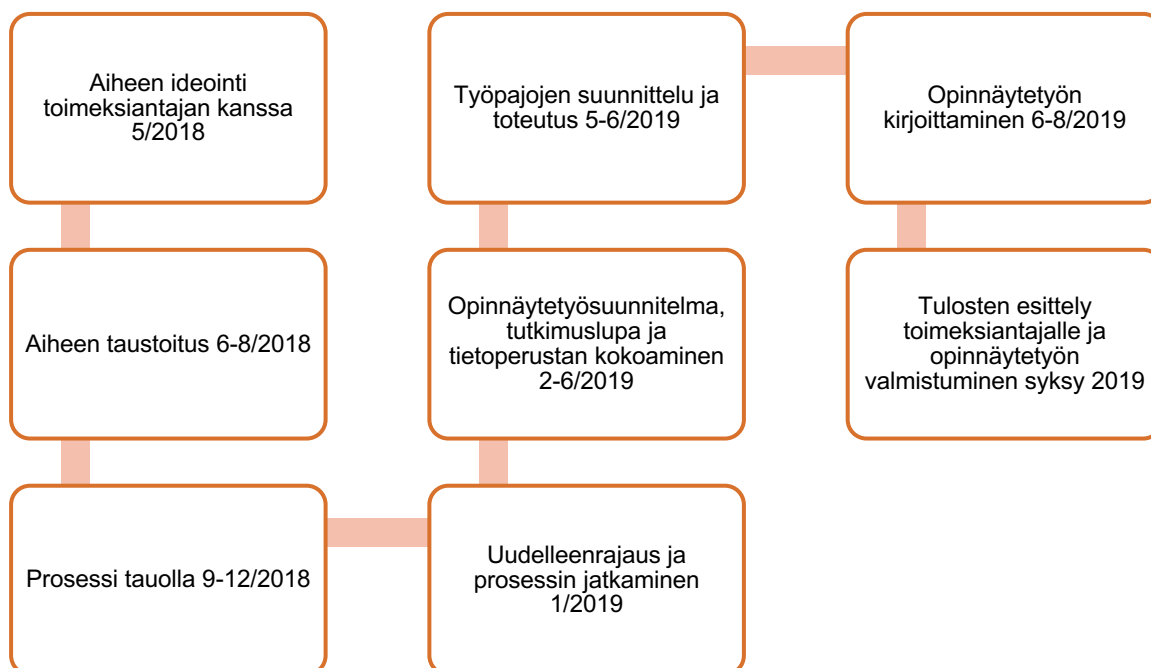 Aiheen ideointi
toimeksiantajan kanssa
5/2018
Aiheen taustoitus 6-8/2018
Prosessi tauolla 9-12/2018
Uudelleenrajaus ja
prosessin jatkaminen
1/2019
Opinnäytetyösuunnitelma,
tutkimuslupa ja
tietoperustan kokoaminen
2-6/2019
Työpajojen suunnittelu ja
toteutus 5-6/2019
Opinnäytetyön
kirjoittaminen 6-8/2019
Tulosten esittely
toimeksiantajalle ja
opinnäytetyön
valmistuminen syksy 2019